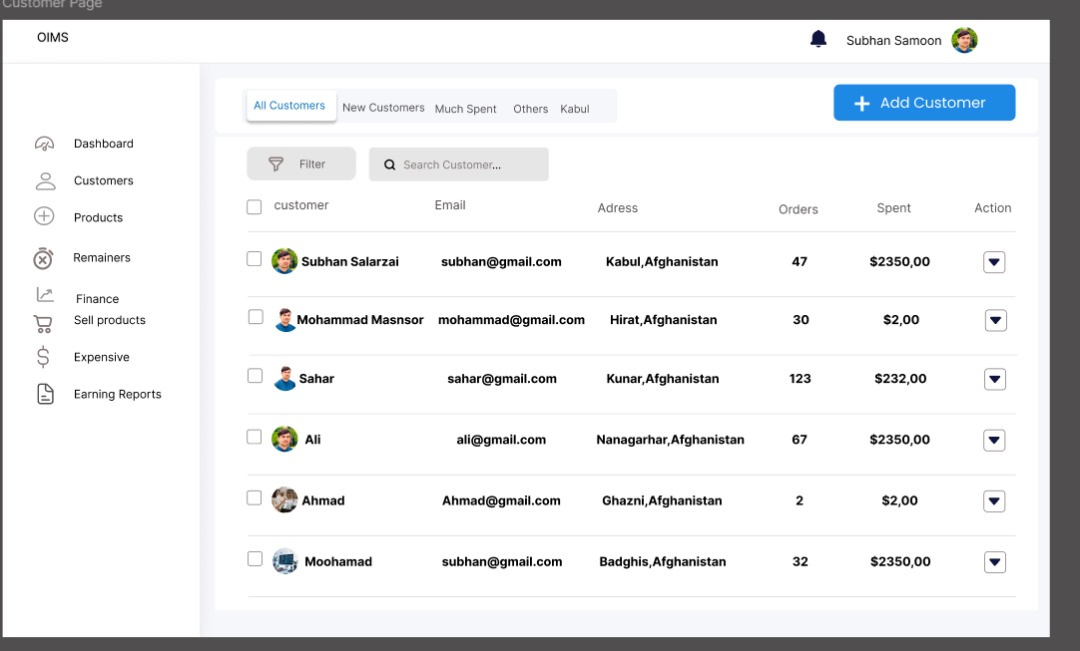 Customer Page
OIMS
Subhan Samoon
All Customers New Customers Much Spent Others Kabul
Add Customer
Dashboard
Customers
Products
Remainers
Finance
Sell products
Expensive
Earning Reports
Filter
Search Customer...
customer Email Adress Orders Spent Action
Subhan Salarzai subhan@gmail.com Kabul,Afghanistan 47 $2350,00
Mohammad Masnsor mohammad@gmail.com Hirat,Afghanistan 30 $2,00
Sahar sahar@gmail.com Kunar,Afghanistan 123 $232,00
Ali ali@gmail.com Nanagarhar,Afghanistan 67 $2350,00
Ahmad Ahmad@gmail.com Ghazni,Afghanistan 2 $2,00
Moohamad subhan@gmail.com Badghis,Afghanistan 32 $2350,00